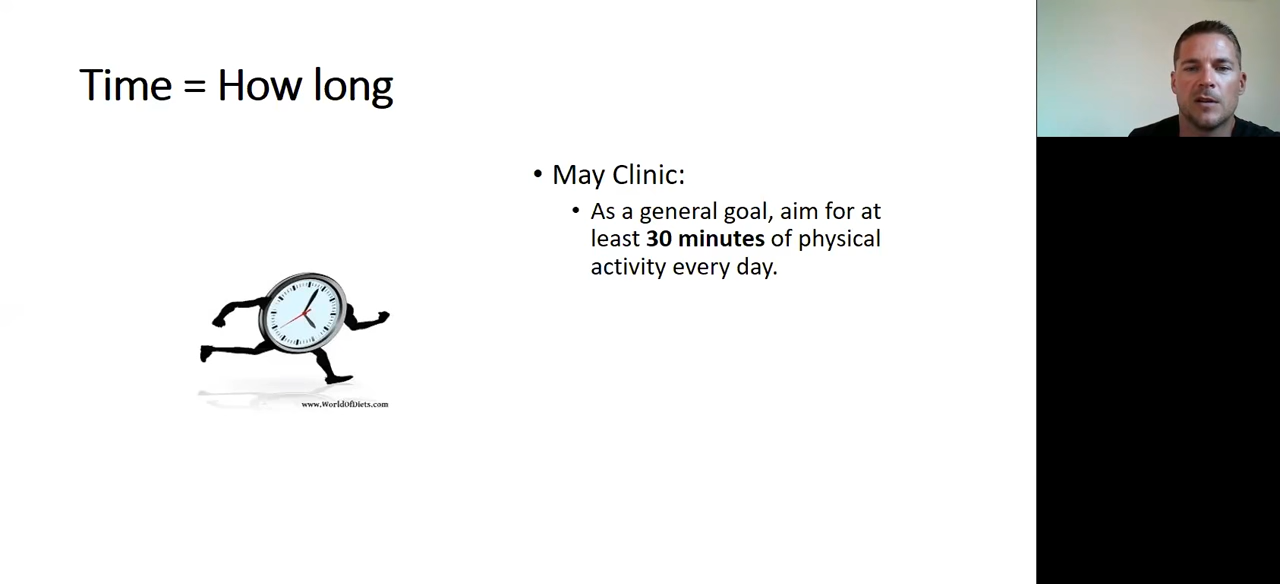 Time = How long
• May Clinic:
• As a general goal, aim for at
least 30 minutes of physical
activity every day.
www.WorldOfDiets.com